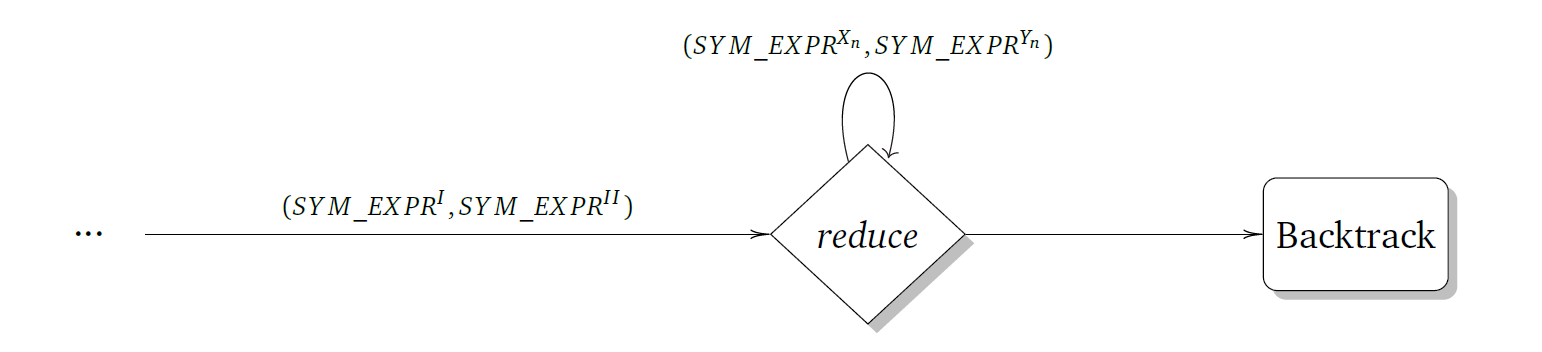 (SYM_EXPR^{X_n}, SYM_EXPR^{Y_n})
(SYM_EXPR^{I}, SYM_EXPR^{II})
... reduce Backtrack